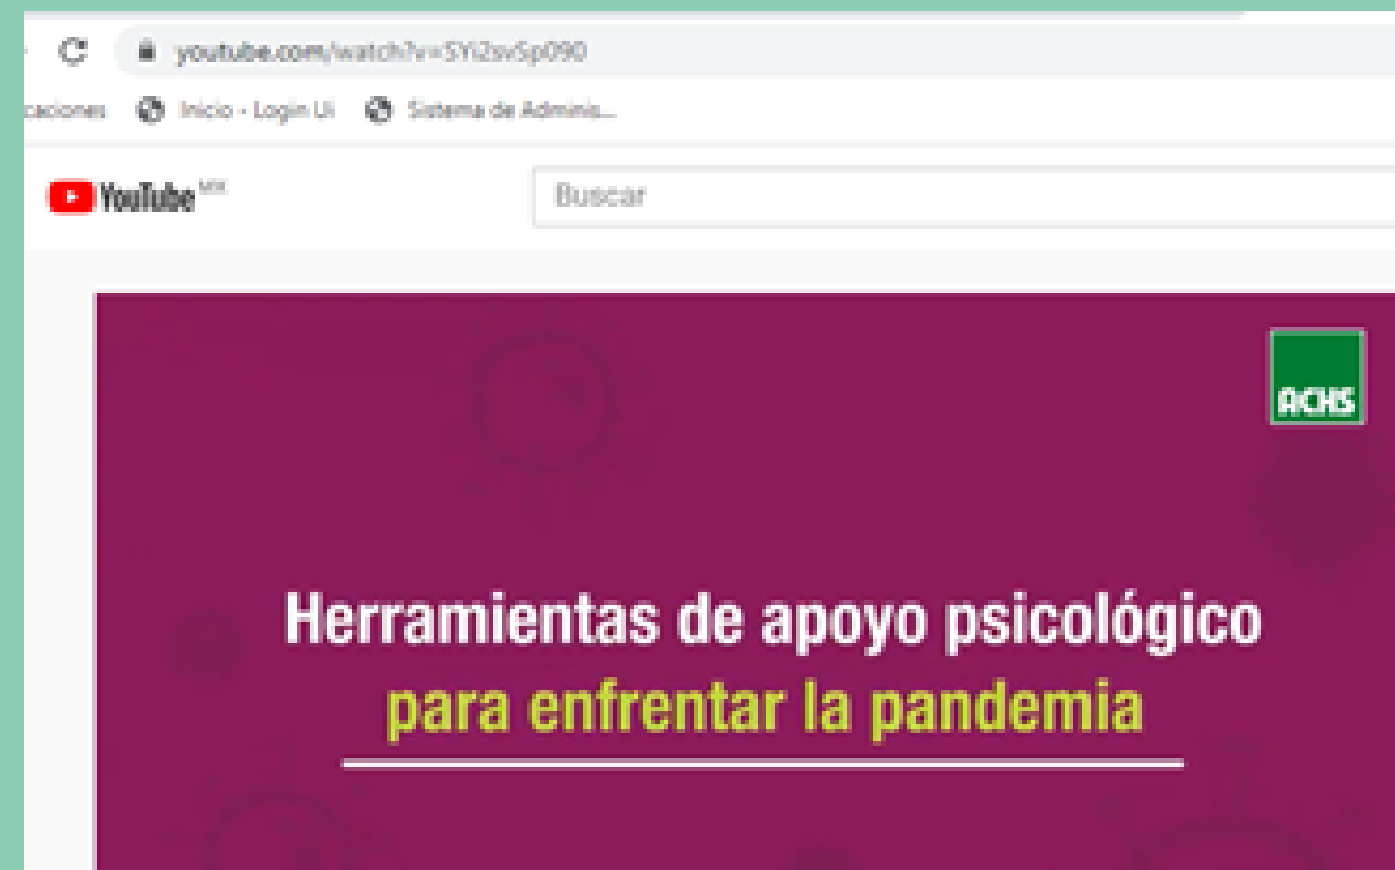 youtube.com/watch?v=SYi2svSp090
caciones Inicio - Login Ui Sistema de Adminis...
YouTube MX
Buscar
ACHS
Herramientas de apoyo psicológico
para enfrentar la pandemia